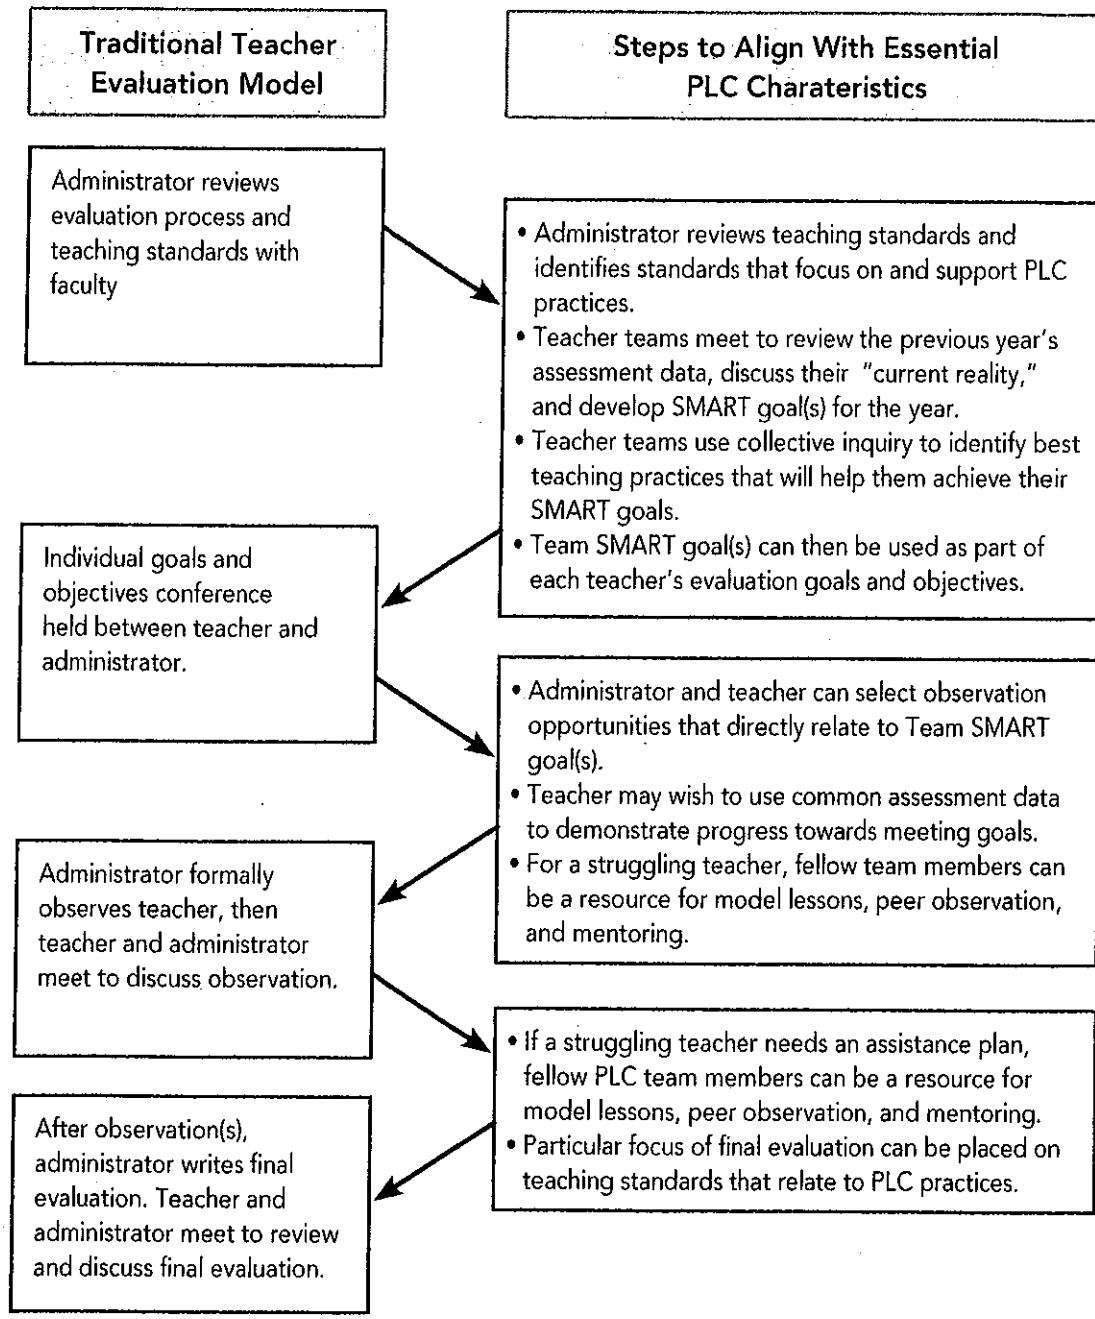 Traditional Teacher
Evaluation Model
Steps to Align With Essential
PLC Charateristics
Administrator reviews
evaluation process and
teaching standards with
faculty
• Administrator reviews teaching standards and
identifies standards that focus on and support PLC
practices.
• Teacher teams meet to review the previous year's
assessment data, discuss their "current reality,"
and develop SMART goal(s) for the year.
• Teacher teams use collective inquiry to identify best
teaching practices that will help them achieve their
SMART goals.
• Team SMART goal(s) can then be used as part of
each teacher's evaluation goals and objectives.
Individual goals and
objectives conference
held between teacher and
administrator.
• Administrator and teacher can select observation
opportunities that directly relate to Team SMART
goal(s).
• Teacher may wish to use common assessment data
to demonstrate progress towards meeting goals.
• For a struggling teacher, fellow team members can
be a resource for model lessons, peer observation,
and mentoring.
Administrator formally
observes teacher, then
teacher and administrator
meet to discuss observation.
• If a struggling teacher needs an assistance plan,
fellow PLC team members can be a resource for
model lessons, peer observation, and mentoring.
• Particular focus of final evaluation can be placed on
teaching standards that relate to PLC practices.
After observation(s),
administrator writes final
evaluation. Teacher and
administrator meet to review
and discuss final evaluation.